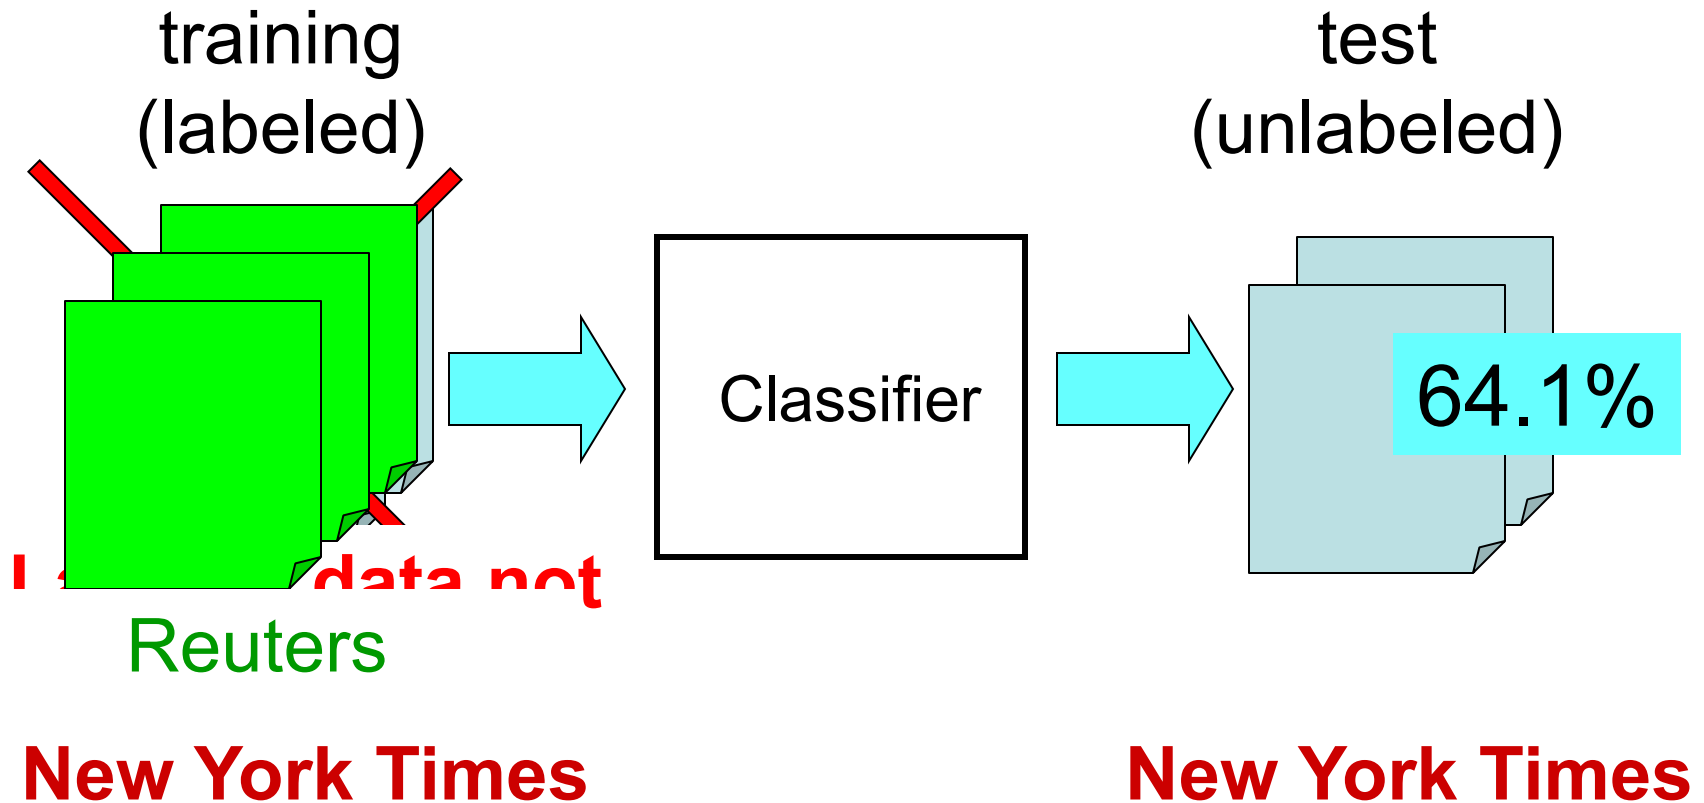 training
(labeled)
test
(unlabeled)
Classifier
64.1%
data not
Reuters
New York Times
New York Times